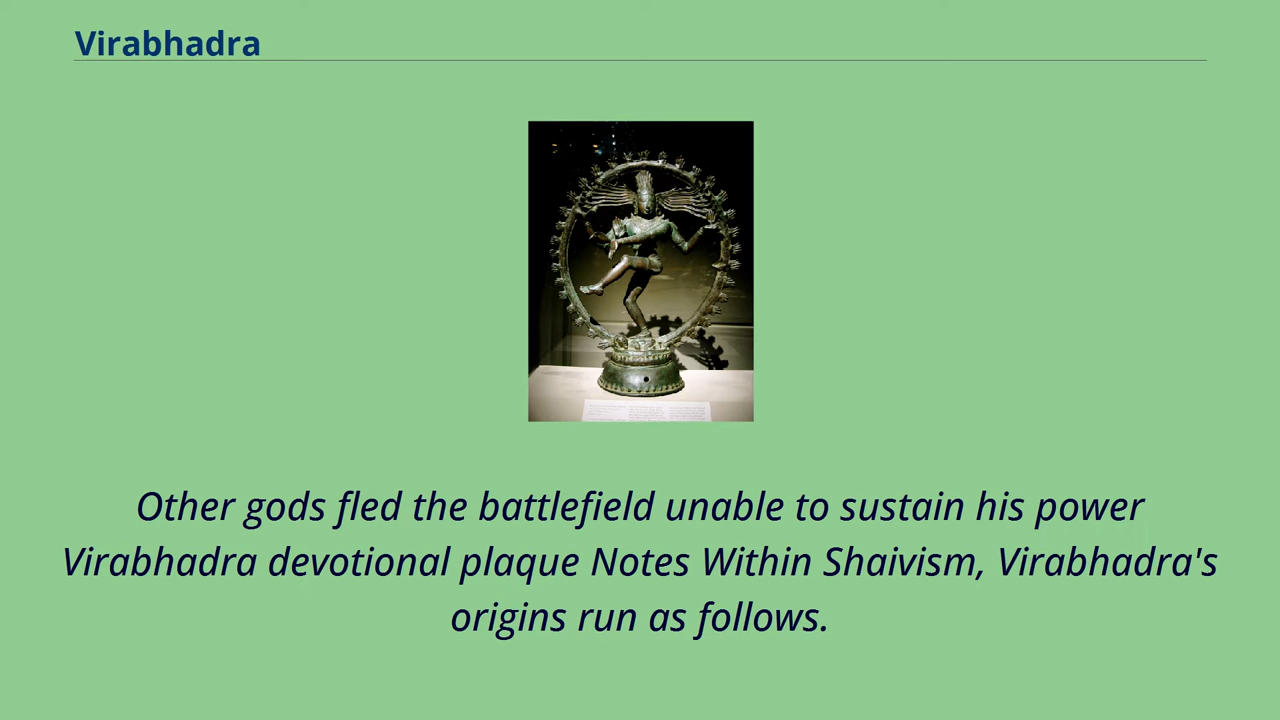 Virabhadra
Other gods fled the battlefield unable to sustain his power
Virabhadra devotional plaque Notes Within Shaivism, Virabhadra's
origins run as follows.